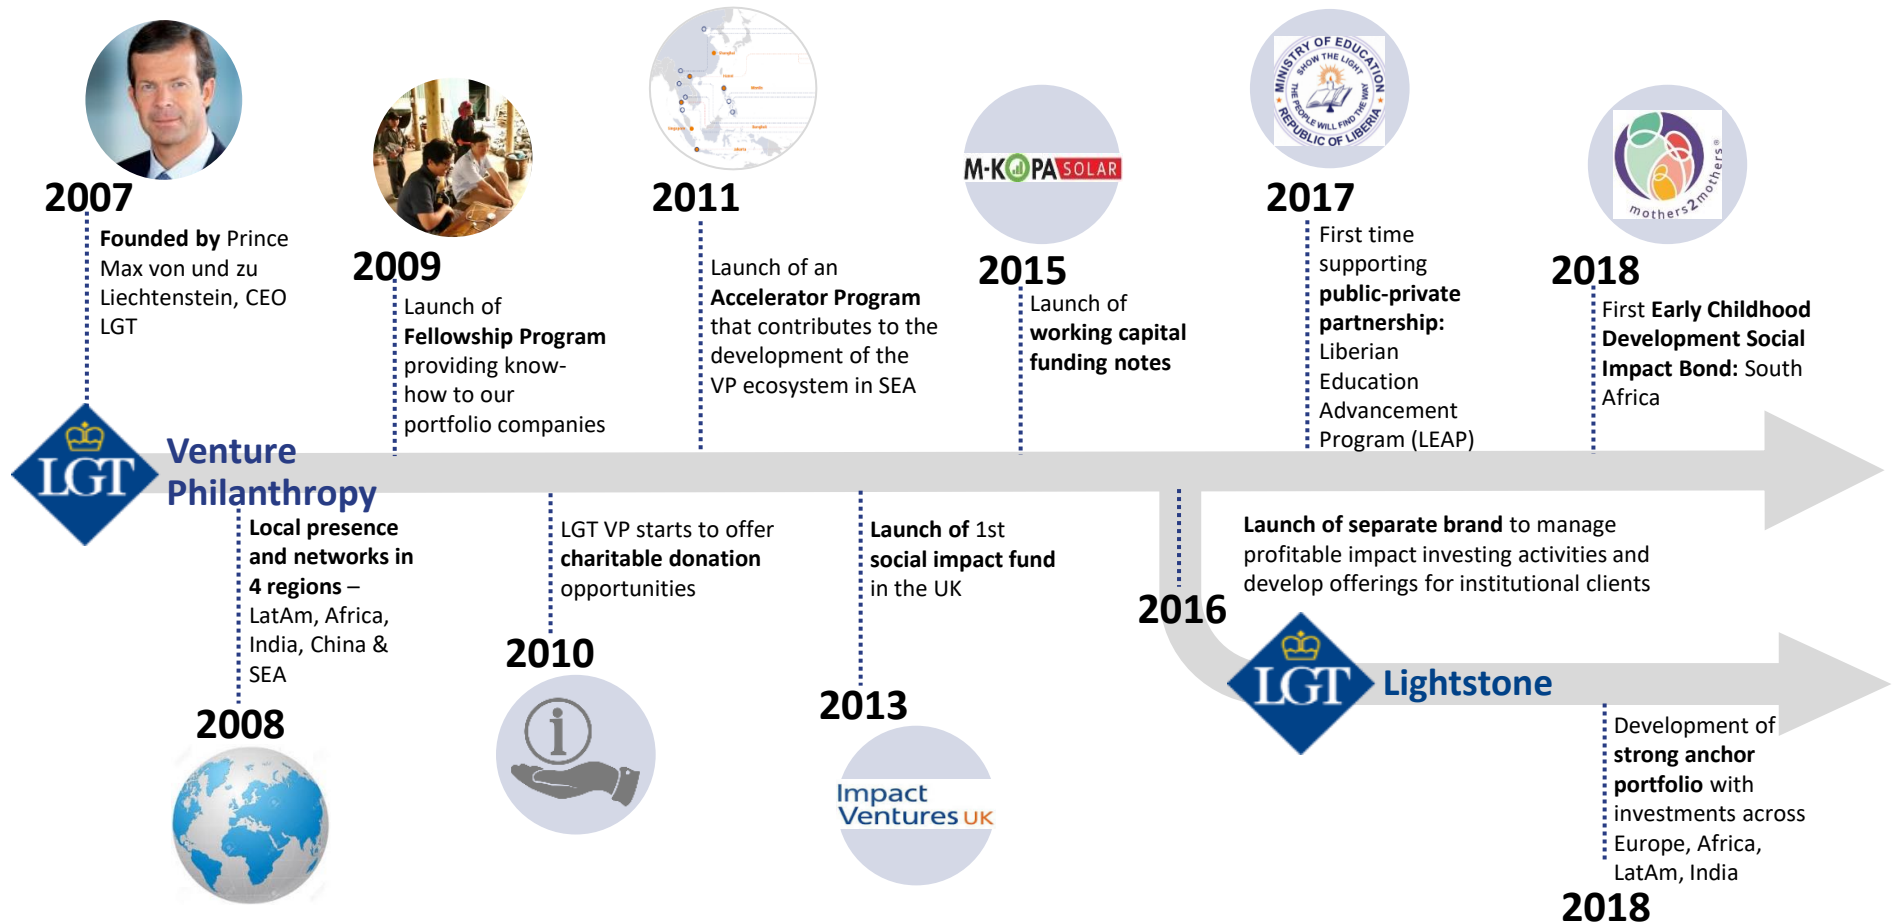 2007
Founded by Prince
Max von und zu
Liechtenstein, CEO
LGT
2009
Launch of
Fellowship Program
providing know-
how to our
portfolio companies
2011
Launch of an
Accelerator Program
that contributes to the
development of the
VP ecosystem in SEA
M-KOPA SOLAR
2015
Launch of
working capital
funding notes
MINISTRY OF EDUCATION
SHOW THE LIGHT
THE PEOPLE WILL FIND THE WAY
REPUBLIC OF LIBERIA
2017
First time
supporting
public-private
partnership:
Liberian
Education
Advancement
Program (LEAP)
mothers2mothers®
2018
First Early Childhood
Development Social
Impact Bond: South
Africa
LGT
Venture
Philanthropy
Local presence
and networks in
4 regions –
LatAm, Africa,
India, China &
SEA
2008
LGT VP starts to offer
charitable donation
opportunities
2010
i
Launch of 1st
social impact fund
in the UK
2013
Impact
Ventures UK
2016
Launch of separate brand to manage
profitable impact investing activities and
develop offerings for institutional clients
LGT
Lightstone
Development of
strong anchor
portfolio with
investments across
Europe, Africa,
LatAm, India
2018